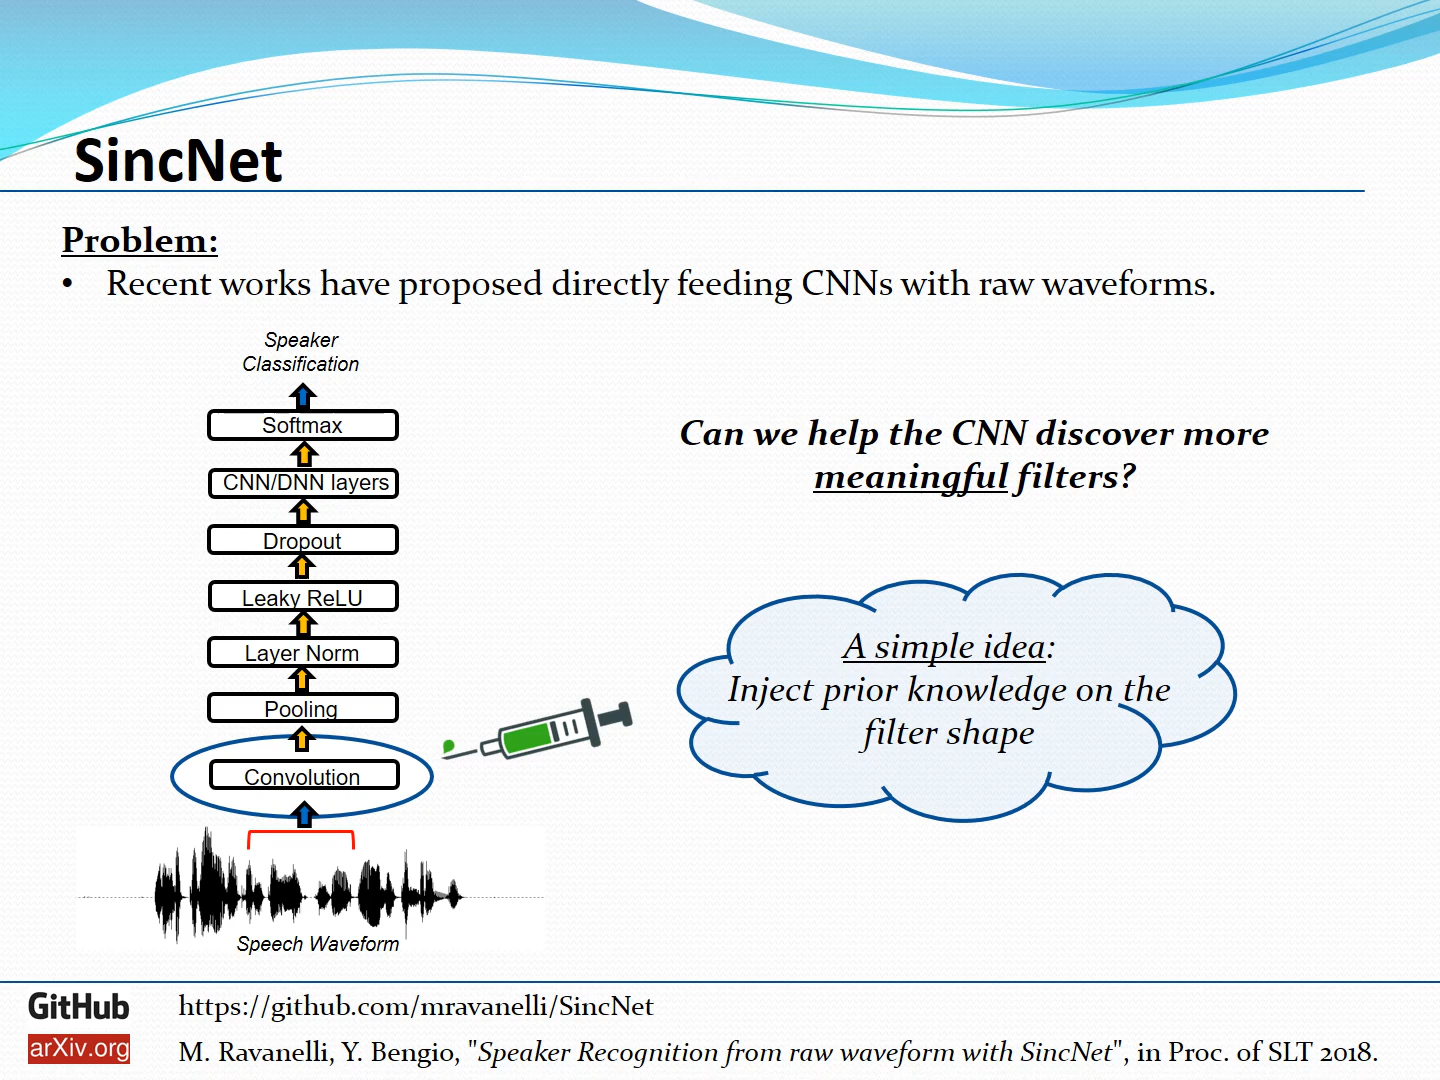 SincNet
Problem:
• Recent works have proposed directly feeding CNNs with raw waveforms.
Speaker
Classification
Softmax
CNN/DNN layers
Dropout
Leaky ReLU
Layer Norm
Pooling
Convolution
Speech Waveform
Can we help the CNN discover more
meaningful filters?
A simple idea:
Inject prior knowledge on the
filter shape
GitHub
https://github.com/mravanelli/SincNet
arXiv.org
M. Ravanelli, Y. Bengio, "Speaker Recognition from raw waveform with SincNet", in Proc. of SLT 2018.